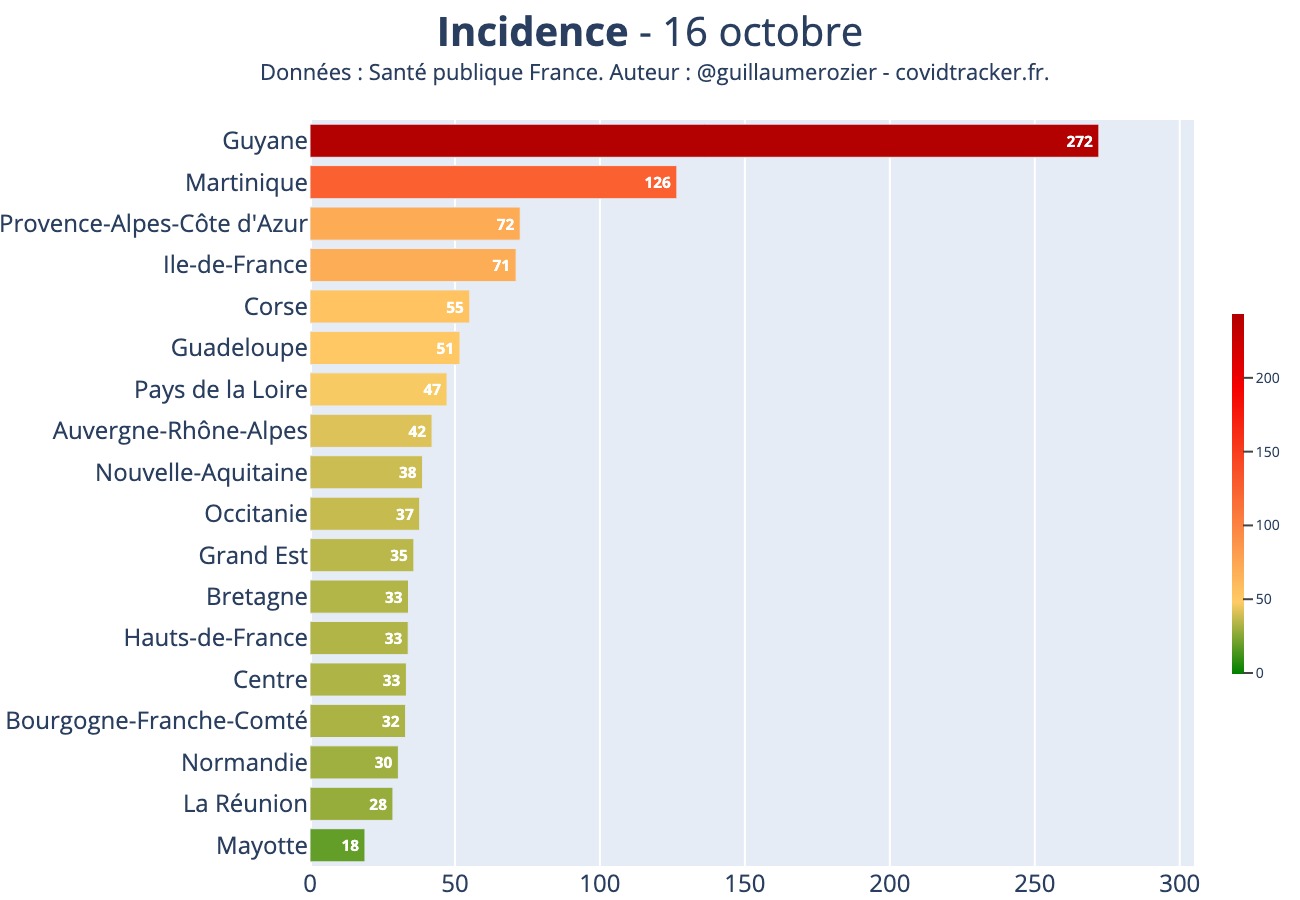 Incidence - 16 octobre
Données : Santé publique France. Auteur : @guillaumerozier - covidtracker.fr.
Guyane 272
Martinique 126
Provence-Alpes-Côte d'Azur 72
Ile-de-France 71
Corse 55
Guadeloupe 51
Pays de la Loire 47
Auvergne-Rhône-Alpes 42
Nouvelle-Aquitaine 38
Occitanie 37
Grand Est 35
Bretagne 33
Hauts-de-France 33
Centre 33
Bourgogne-Franche-Comté 32
Normandie 30
La Réunion 28
Mayotte 18
0 50 100 150 200 250 300
200
150
100
50
0